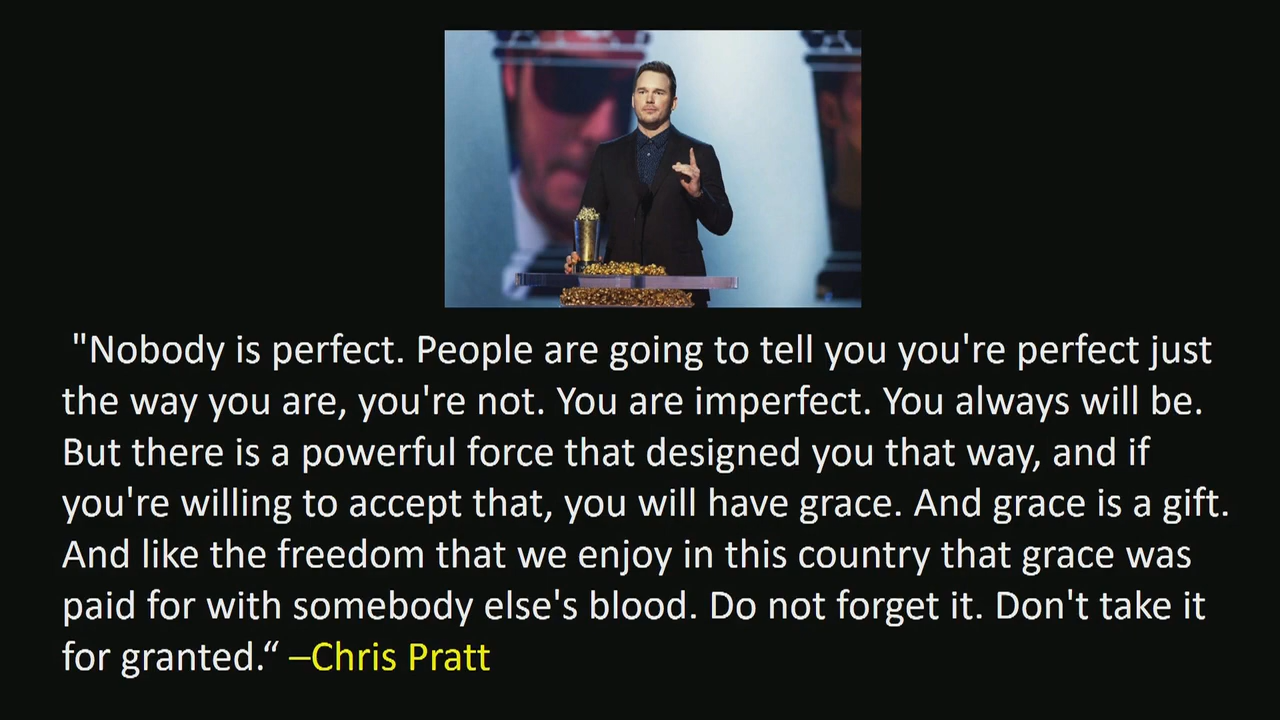 "Nobody is perfect. People are going to tell you you're perfect just
the way you are, you're not. You are imperfect. You always will be.
But there is a powerful force that designed you that way, and if
you're willing to accept that, you will have grace. And grace is a gift.
And like the freedom that we enjoy in this country that grace was
paid for with somebody else's blood. Do not forget it. Don't take it
for granted.“ –Chris Pratt